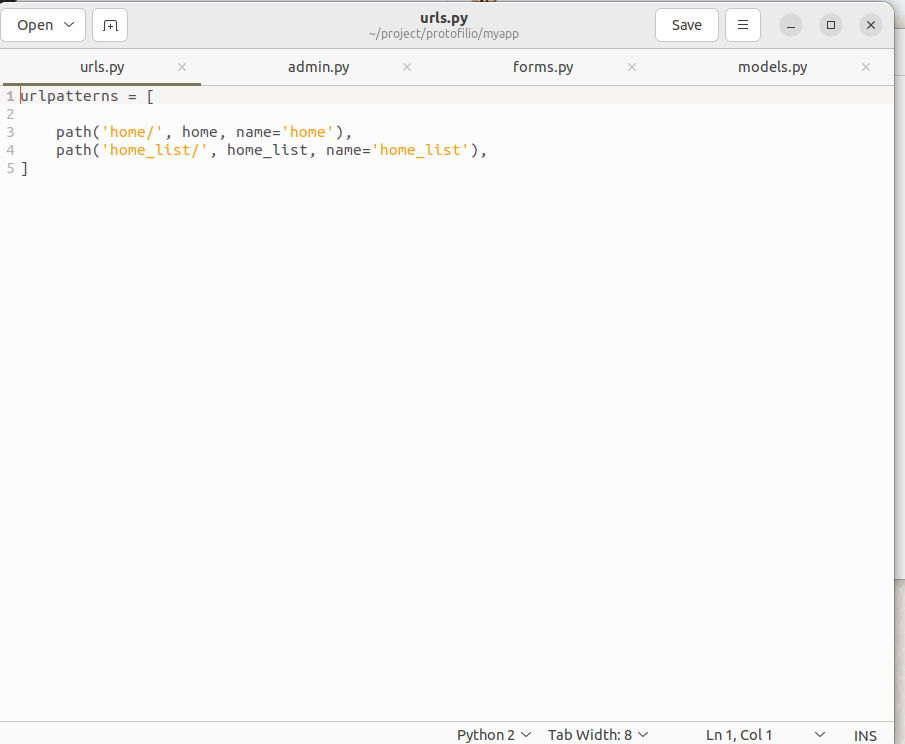 Open
urls.py
~/project/protofilio/myapp
Save
urls.py
admin.py
forms.py
models.py
1 urlpatterns = [
2
3     path('home/', home, name='home'),
4     path('home_list/', home_list, name='home_list'),
5 ]
Python 2 Tab Width: 8 Ln 1, Col 1 INS